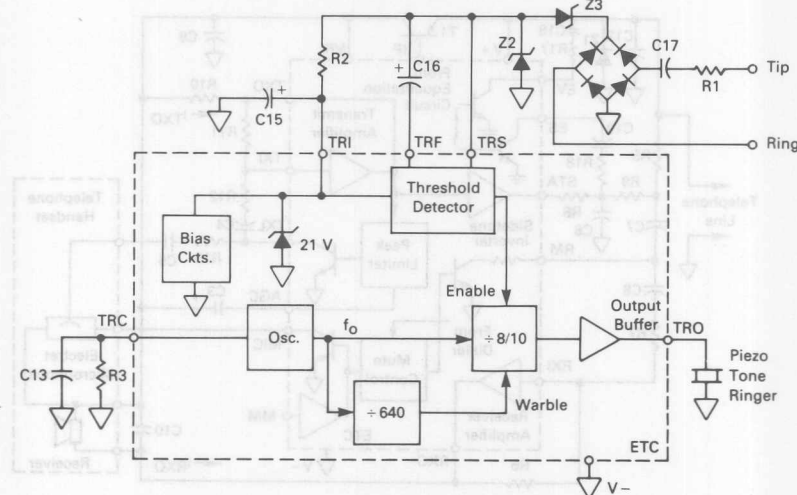 Z3
Z2
C17
R1
Tip
Ring
R2
+
C16
+
C15
TRI
TRF
TRS
Threshold
Detector
Bias
Ckts.
21 V
Enable
TRC
Osc.
fo
÷8/10
Output
Buffer
TRO
C13
R3
÷640
Warble
Piezo
Tone
Ringer
ETC
V–